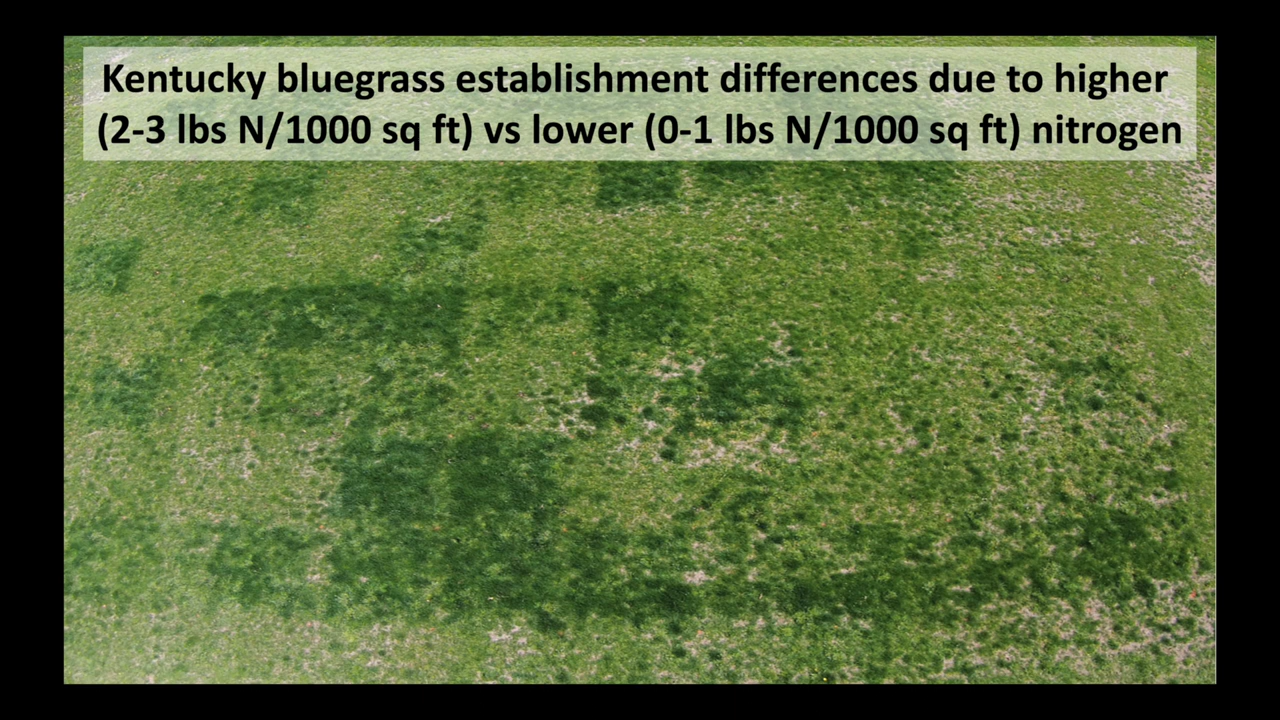 Kentucky bluegrass establishment differences due to higher
(2-3 lbs N/1000 sq ft) vs lower (0-1 lbs N/1000 sq ft) nitrogen